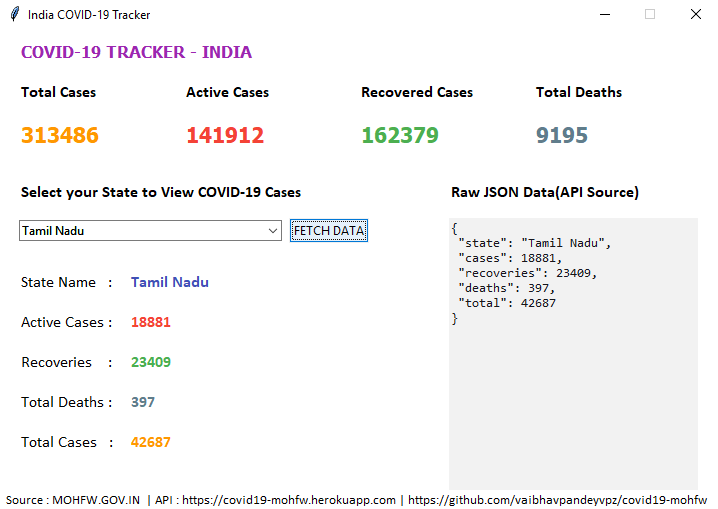 India COVID-19 Tracker
COVID-19 TRACKER - INDIA
Total Cases Active Cases Recovered Cases Total Deaths
313486 141912 162379 9195
Select your State to View COVID-19 Cases
Tamil Nadu FETCH DATA
State Name : Tamil Nadu
Active Cases : 18881
Recoveries : 23409
Total Deaths : 397
Total Cases : 42687
Raw JSON Data(API Source)
{
"state": "Tamil Nadu",
"cases": 18881,
"recoveries": 23409,
"deaths": 397,
"total": 42687
}
Source : MOHFW.GOV.IN | API : https://covid19-mohfw.herokuapp.com | https://github.com/vaibhavpandeyvpz/covid19-mohfw